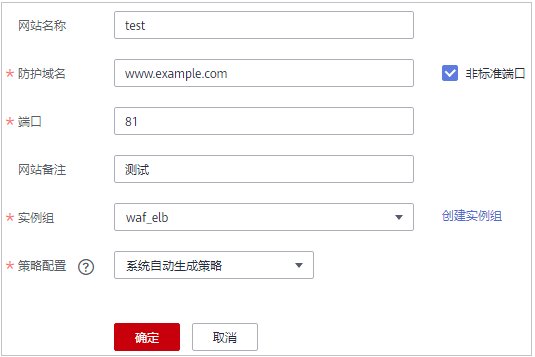 网站名称 test
* 防护域名 www.example.com 非标准端口
* 端口 81
网站备注 测试
* 实例组 waf_elb 创建实例组
* 策略配置 ? 系统自动生成策略
确定 取消